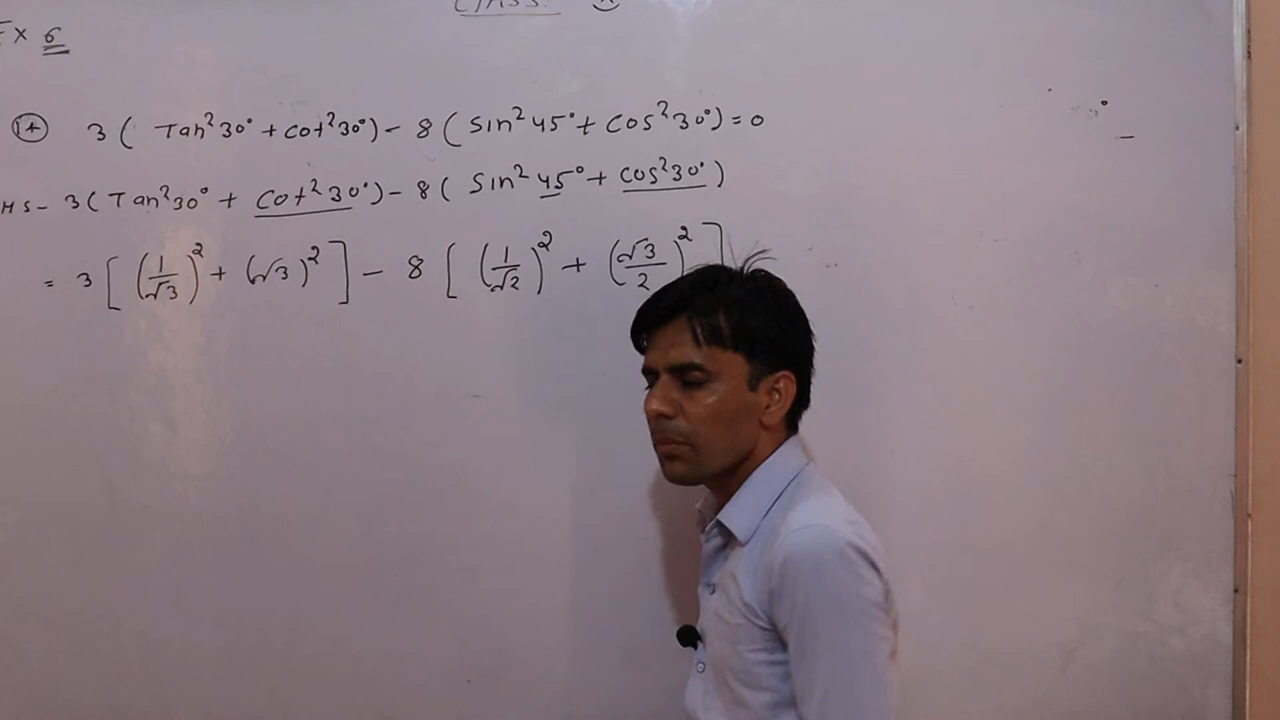 CLASS
EX 6
3 ( Tan²30° + Cot²30°) - 8 ( Sin²45° + COS²30°) = 0
HS - 3 ( Tan²30° + Cot²30°) - 8 ( Sin²45° + COS²30°)
= 3 [ (1/√3)² + (√3)² ] - 8 [ (1/√2)² + (√3/2)² ]